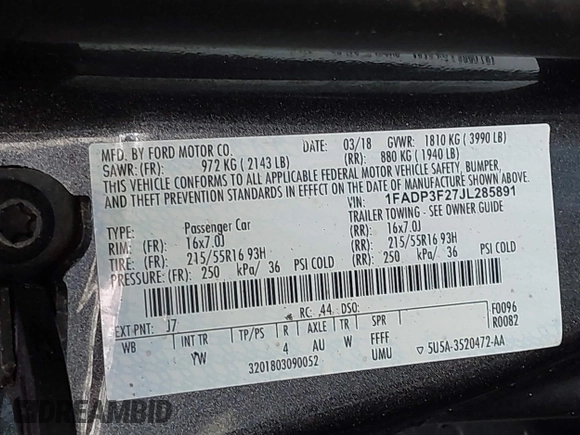 MFD. BY FORD MOTOR CO. DATE: 03/18 GVWR: 1810 KG ( 3990 LB)
GAWR: (FR): 972 KG ( 2143 LB) (RR): 880 KG ( 1940 LB)
THIS VEHICLE CONFORMS TO ALL APPLICABLE FEDERAL MOTOR VEHICLE SAFETY, BUMPER,
AND THEFT PREVENTION STANDARDS IN EFFECT ON THE DATE OF MANUFACTURE SHOWN ABOVE.
VIN: 1FADP3F27JL285891
TYPE: Passenger Car TRAILER TOWING - SEE OWNER GUIDE
RIM: (FR) 16x7.0J (RR) 16x7.0J
TIRE: (FR) 215/55R16 93H (RR) 215/55R16 93H
PRESSURE: (FR) 250 kPa/ 36 PSI COLD (RR) 250 kPa/ 36 PSI COLD
EXT-PNT: J7 RC: 44 DSO: F0096
WB INT TR TP/PS R AXLE TR SPR R0082
YW 4 AU W FFFF
UMU
3201803090052 ▽ 5U5A-3520472-AA
DREAMBID